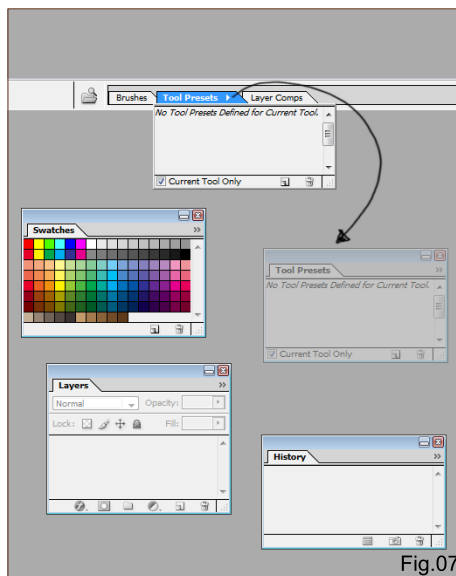 Brushes Tool Presets Layer Comps
No Tool Presets Defined for Current Tool.
Current Tool Only
Swatches
Tool Presets
No Tool Presets Defined for Current Tool.
Current Tool Only
Layers
Normal Opacity:
Lock: Fill:
History
Fig.07